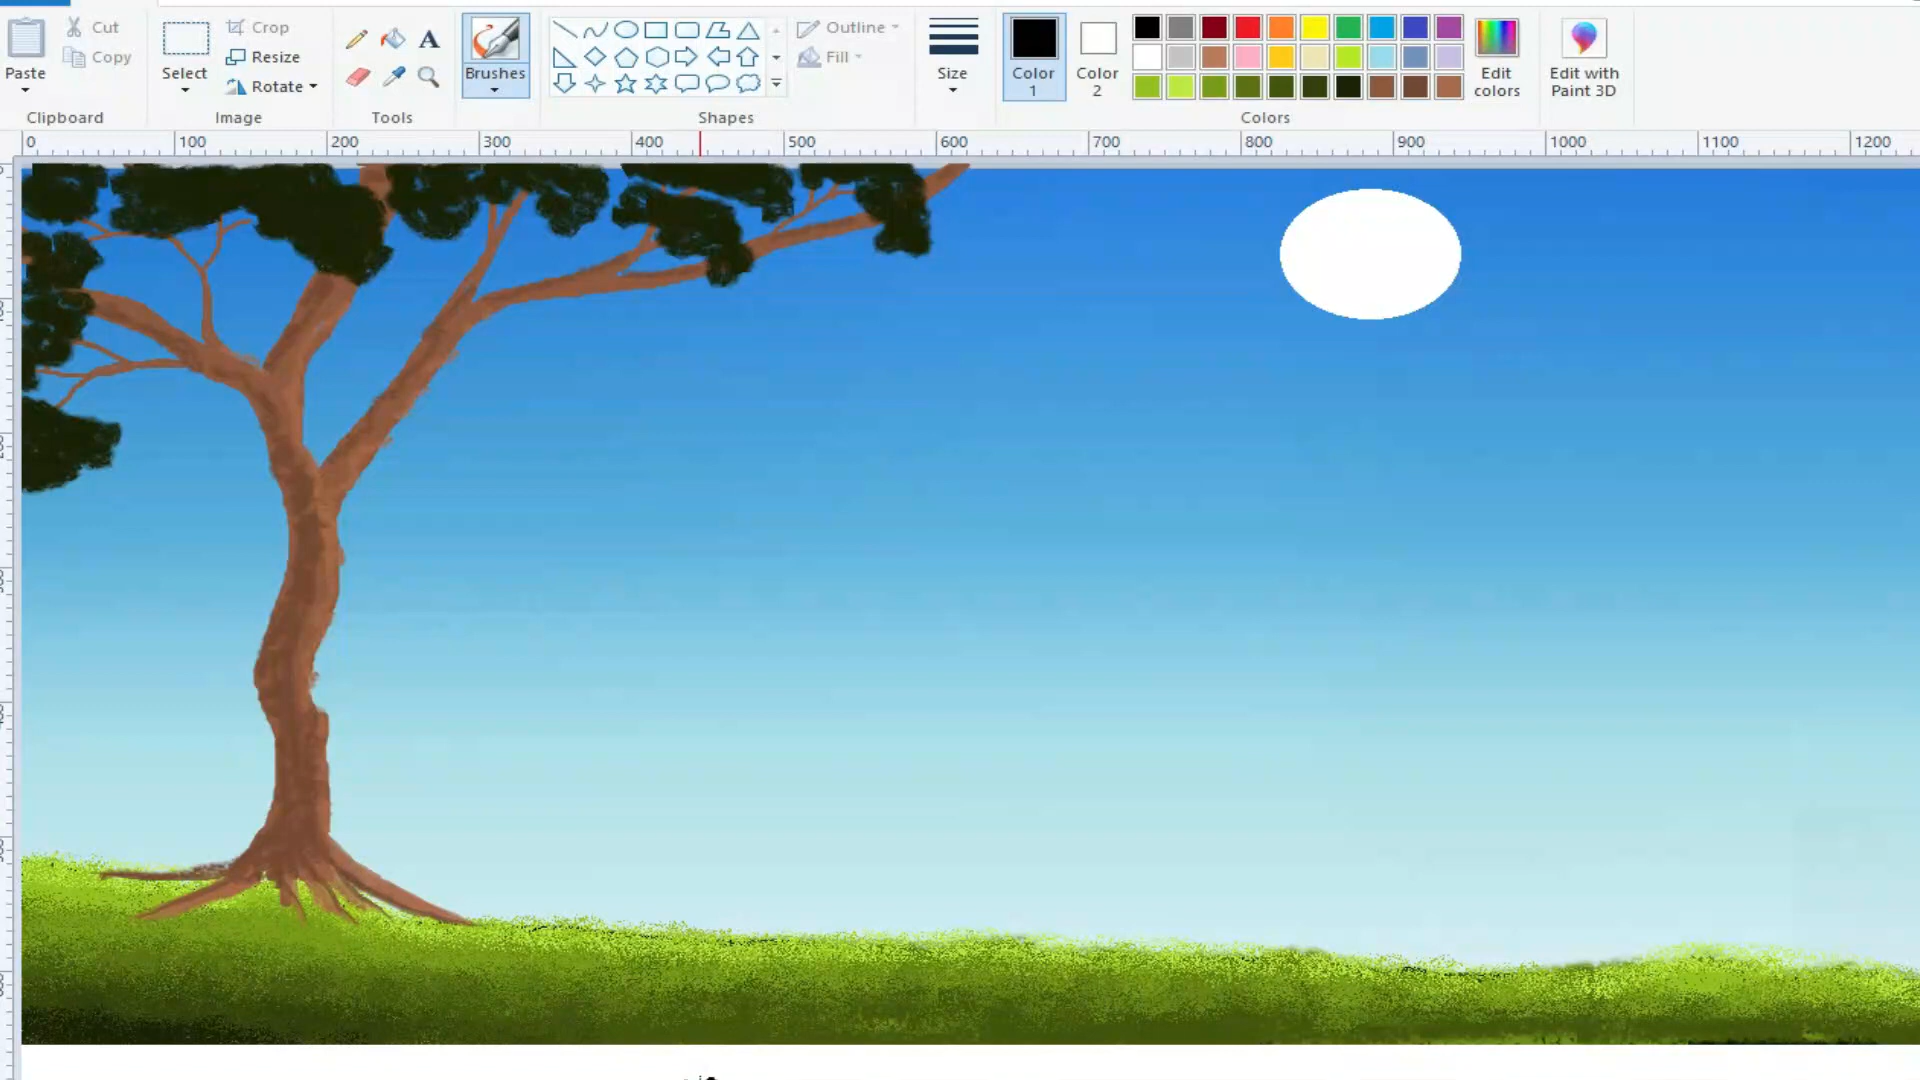 Cut
Crop
Outline
Copy
Resize
Fill
Paste
Select
Rotate
Brushes
Size
Color
1
Color
2
Edit
colors
Edit with
Paint 3D
Clipboard
Image
Tools
Shapes
Colors
0 100 200 300 400 500 600 700 800 900 1000 1100 1200